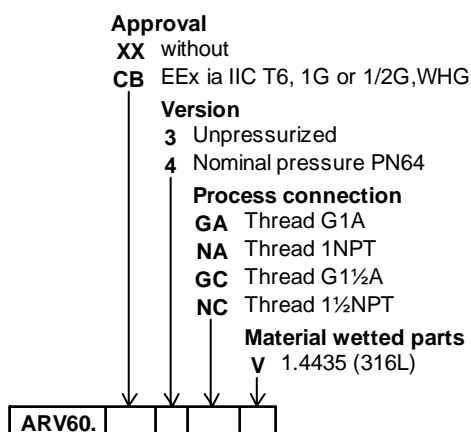 Approval
XX without
CB EEx ia IIC T6, 1G or 1/2G,WHG
Version
3 Unpressurized
4 Nominal pressure PN64
Process connection
GA Thread G1A
NA Thread 1NPT
GC Thread G1½A
NC Thread 1½NPT
Material wetted parts
V 1.4435 (316L)
ARV60.